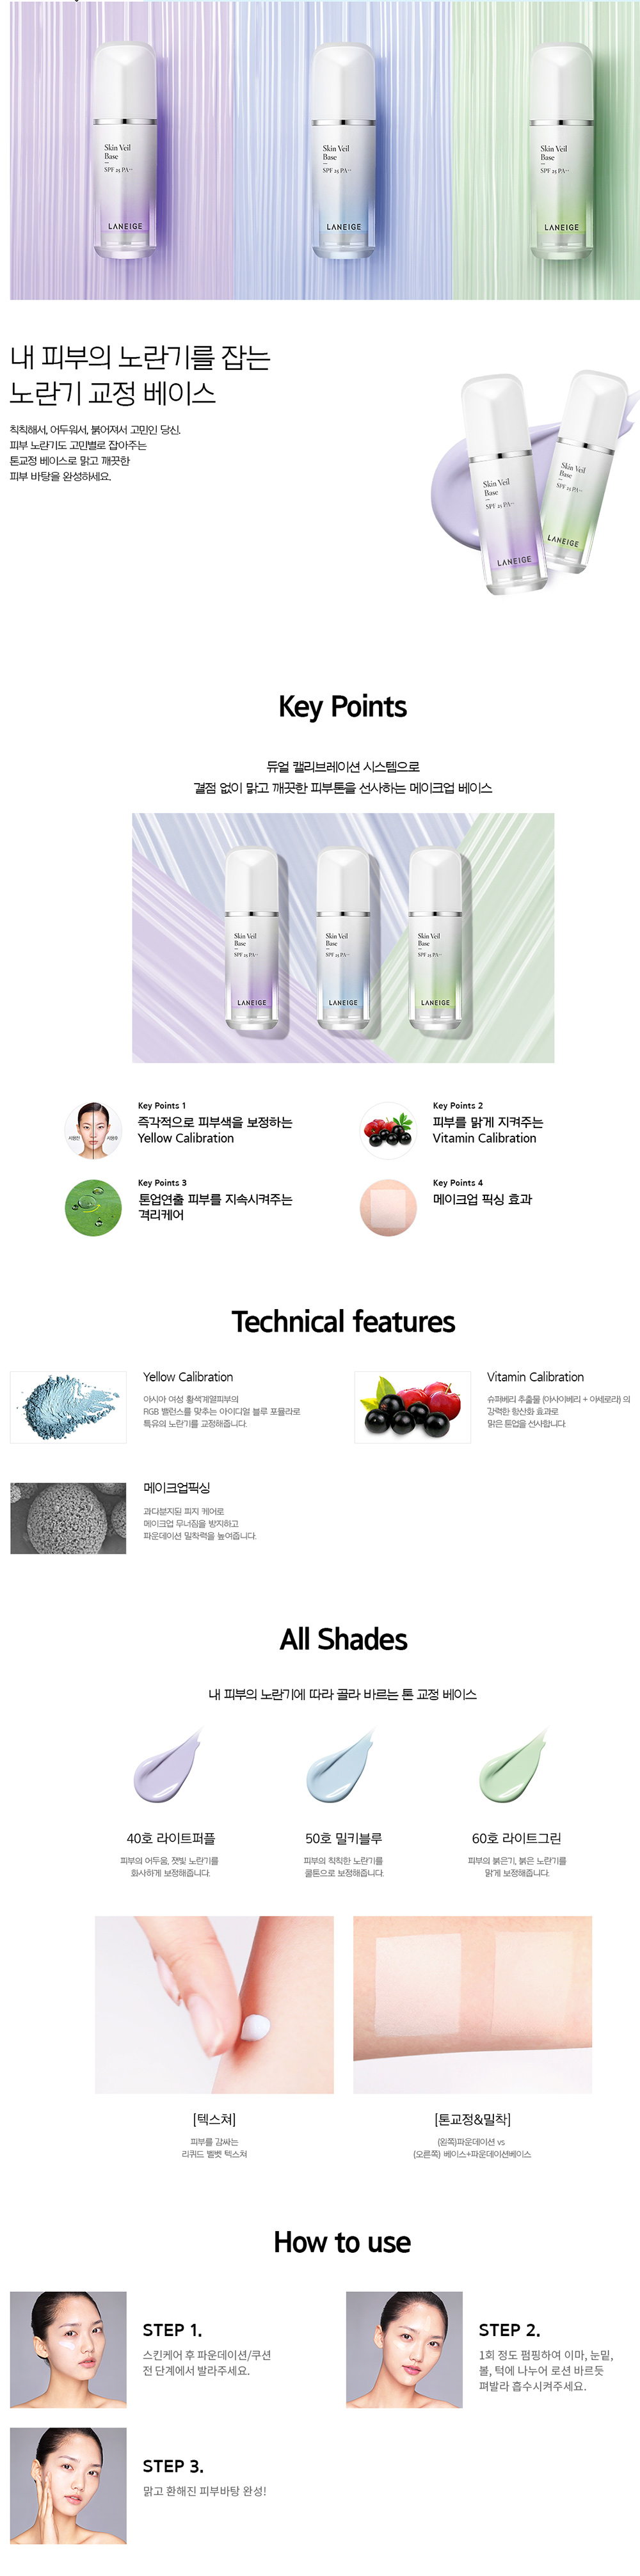 Skin Veil
Base
SPF 25 PA++
LANEIGE
Skin Veil
Base
SPF 25 PA++
LANEIGE
Skin Veil
Base
SPF 25 PA++
LANEIGE
내 피부의 노란기를 잡는
노란기 교정 베이스
칙칙해서, 어두워서, 붉어져서 고민인 당신.
피부 노란기도 고민별로 잡아주는
톤교정 베이스로 맑고 깨끗한
피부 바탕을 완성하세요.
Skin Veil
Base
SPF 25 PA++
LANEIGE
Skin Veil
Base
SPF 25 PA++
LANEIGE
Key Points
듀얼 캘리브레이션 시스템으로
결점 없이 맑고 깨끗한 피부톤을 선사하는 메이크업 베이스
Skin Veil
Base
SPF 25 PA++
LANEIGE
Skin Veil
Base
SPF 25 PA++
LANEIGE
Skin Veil
Base
SPF 25 PA++
LANEIGE
사용전
사용후
Key Points 1
즉각적으로 피부색을 보정하는
Yellow Calibration
Key Points 2
피부를 맑게 지켜주는
Vitamin Calibration
Key Points 3
톤업연출 피부를 지속시켜주는
격리케어
Key Points 4
메이크업 픽싱 효과
Technical features
Yellow Calibration
아시아 여성 황색계열피부의
RGB 밸런스를 맞추는 아이디얼 블루 포뮬라로
특유의 노란기를 교정해줍니다.
Vitamin Calibration
슈퍼베리 추출물 (아사이베리 + 아세로라) 의
강력한 항산화 효과로
맑은 톤업을 선사합니다.
메이크업픽싱
과다분지된 피지 케어로
메이크업 무너짐을 방지하고
파운데이션 밀착력을 높여줍니다.
All Shades
내 피부의 노란기에 따라 골라 바르는 톤 교정 베이스
40호 라이트퍼플
피부의 어두움, 잿빛 노란기를
화사하게 보정해줍니다.
50호 밀키블루
피부의 칙칙한 노란기를
쿨톤으로 보정해줍니다.
60호 라이트그린
피부의 붉은기, 붉은 노란기를
맑게 보정해줍니다.
[텍스쳐]
피부를 감싸는
리퀴드 벨벳 텍스쳐
[톤교정&밀착]
(왼쪽)파운데이션 vs
(오른쪽) 베이스+파운데이션베이스
How to use
STEP 1.
스킨케어 후 파운데이션/쿠션
전 단계에서 발라주세요.
STEP 2.
1회 정도 펌핑하여 이마, 눈밑,
볼, 턱에 나누어 로션 바르듯
펴발라 흡수시켜주세요.
STEP 3.
맑고 환해진 피부바탕 완성!